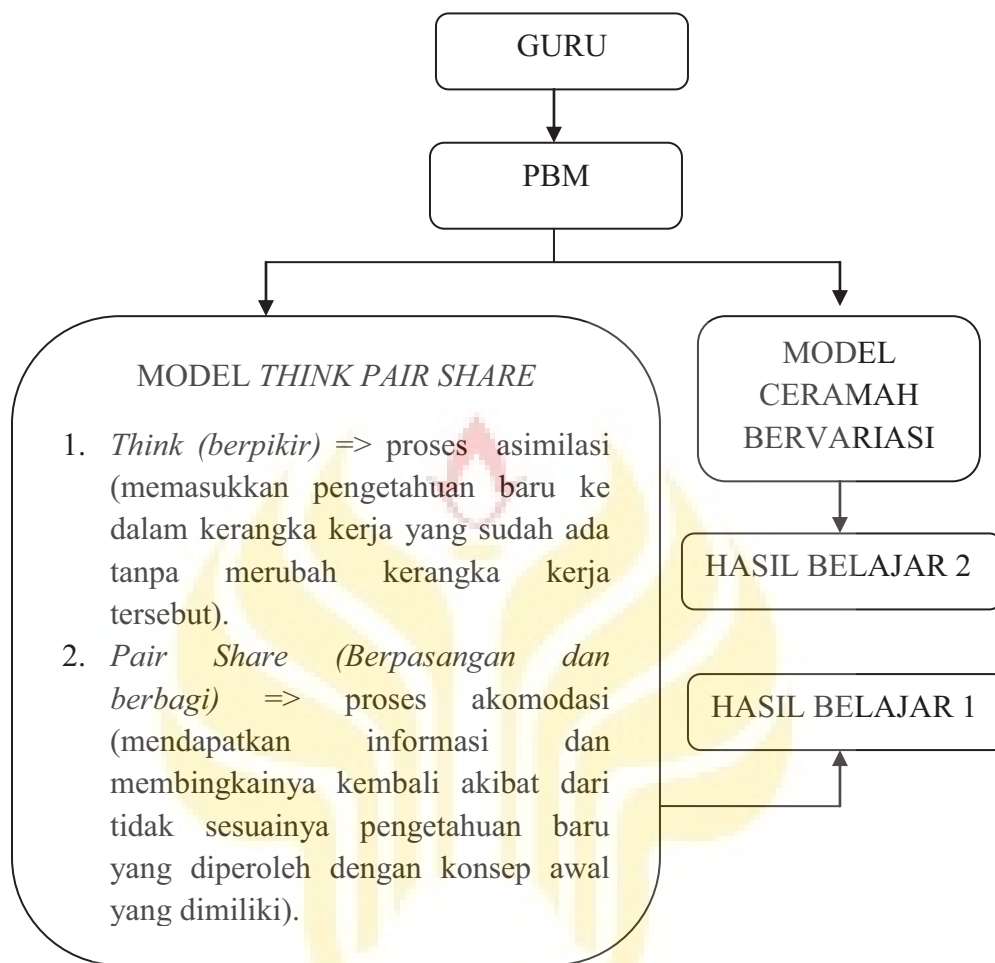 GURU
PBM
MODEL THINK PAIR SHARE
1. Think (berpikir) => proses asimilasi
(memasukkan pengetahuan baru ke
dalam kerangka kerja yang sudah ada
tanpa merubah kerangka kerja
tersebut).
2. Pair Share (Berpasangan dan
berbagi) => proses akomodasi
(mendapatkan informasi dan
membingkainya kembali akibat dari
tidak sesuainya pengetahuan baru
yang diperoleh dengan konsep awal
yang dimiliki).
MODEL
CERAMAH
BERVARIASI
HASIL BELAJAR 2
HASIL BELAJAR 1